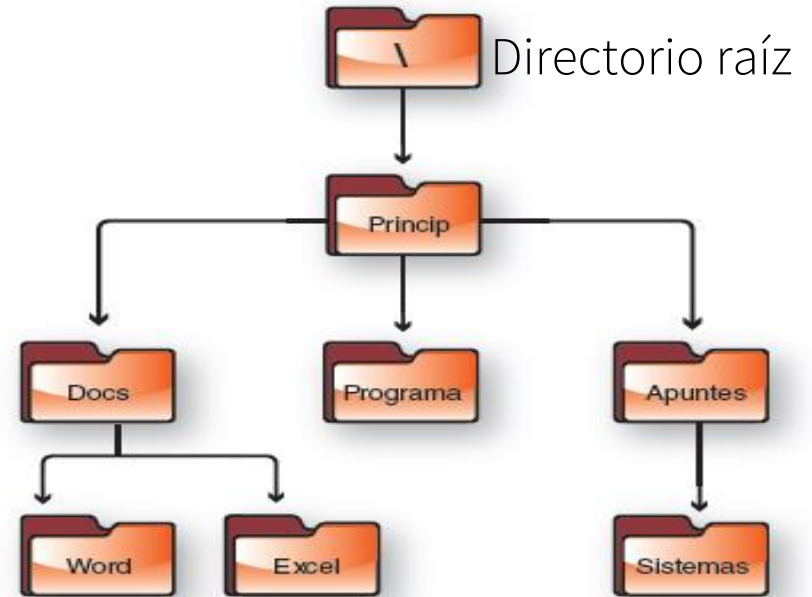 \ Directorio raíz
Princip
Docs Programa Apuntes
Word Excel Sistemas